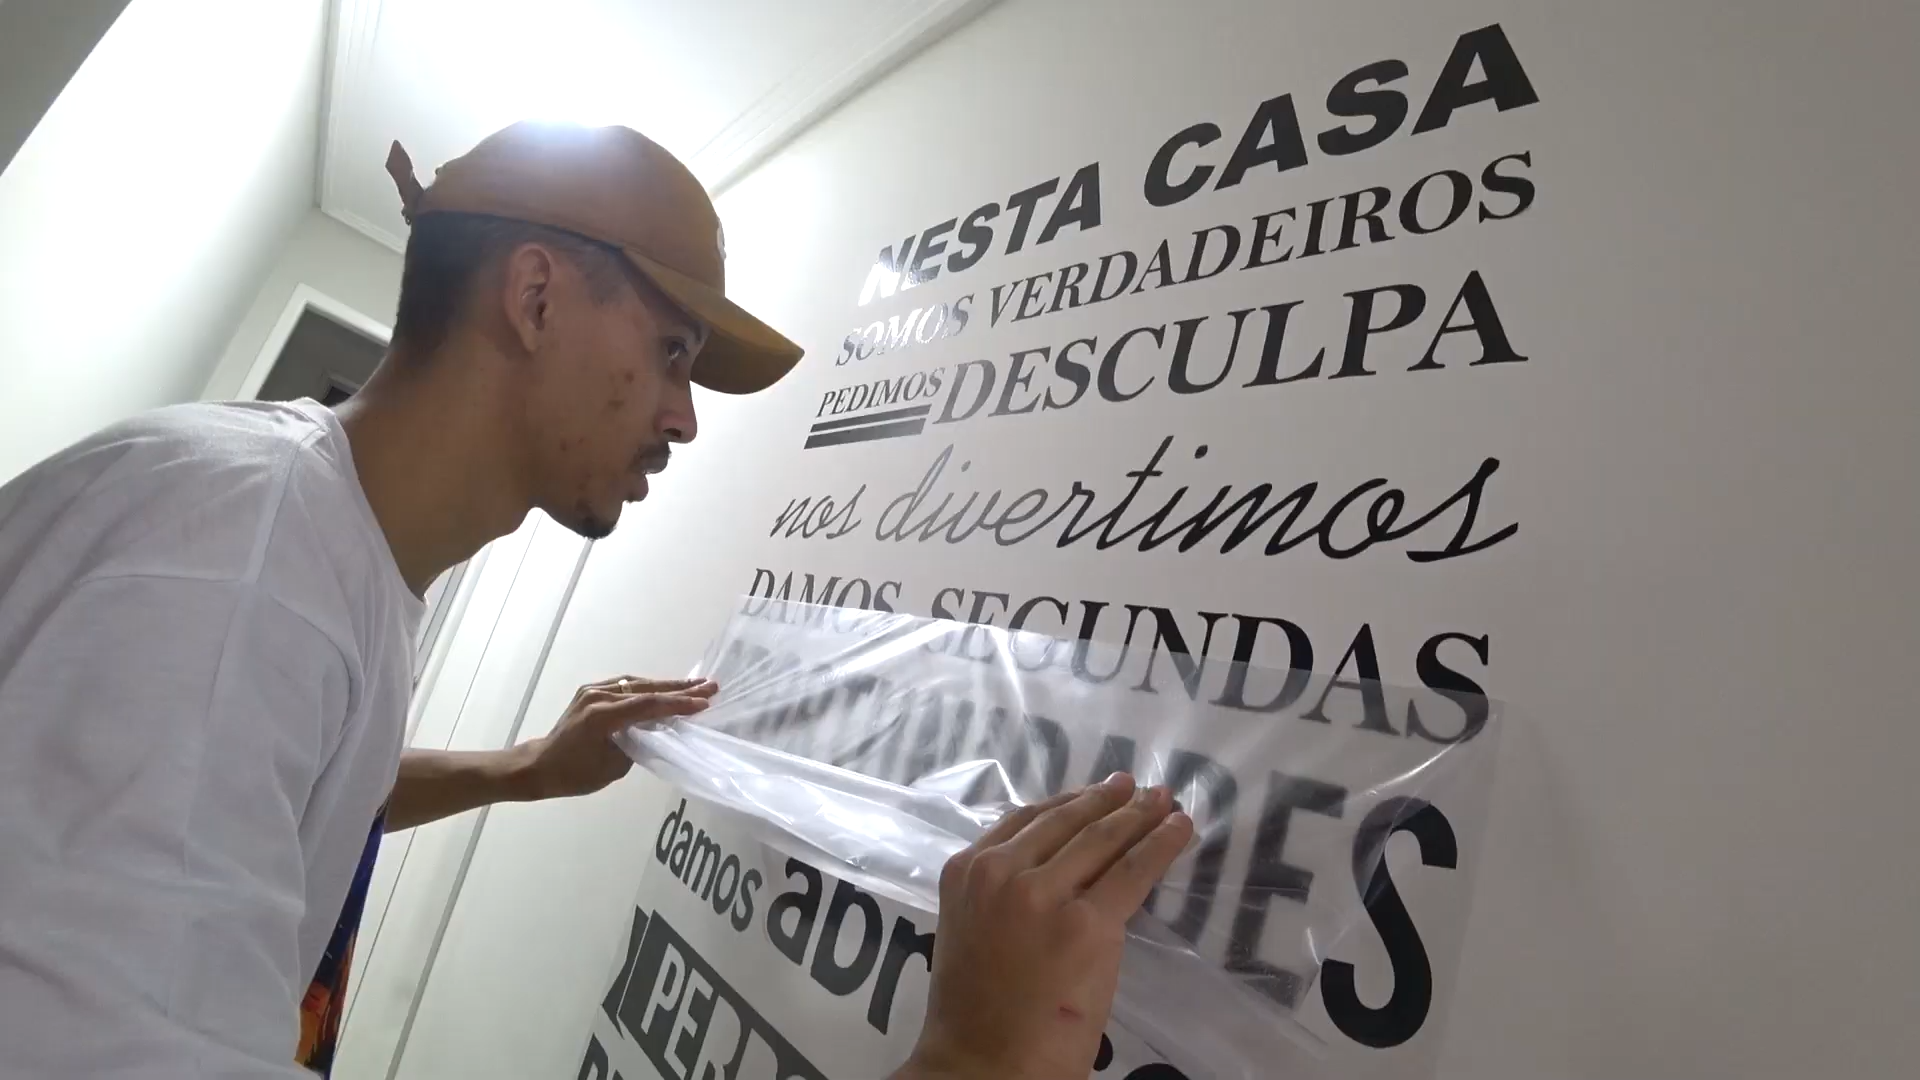 NESTA CASA
SOMOS VERDADEIROS
PEDIMOS DESCULPA
nos divertimos
DAMOS SEGUNDAS
damos